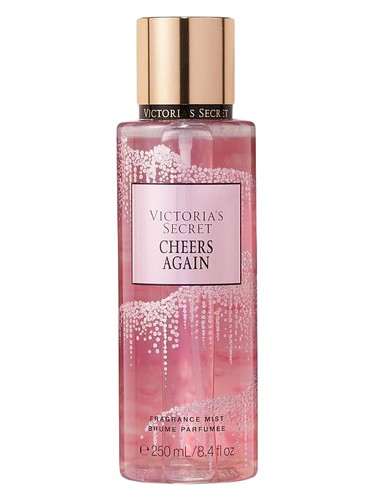 VICTORIA'S SECRET
VICTORIA'S
SECRET
CHEERS
AGAIN
FRAGRANCE MIST
BRUME PARFUMÉE
℮ 250 mL/8.4 fl oz